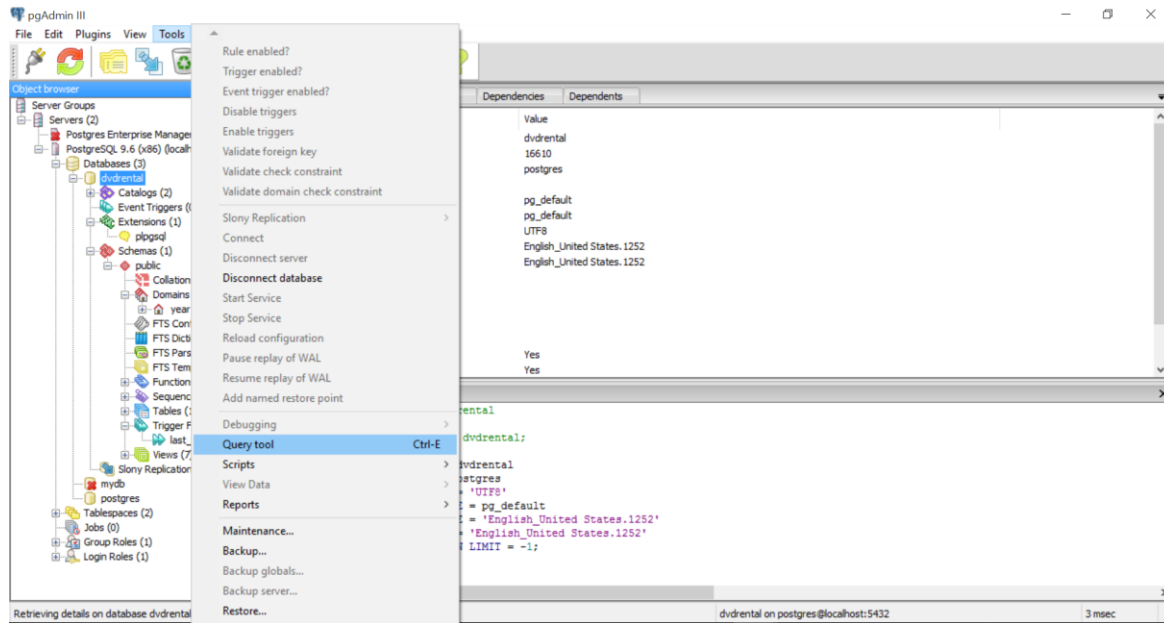 pgAdmin III
File Edit Plugins View Tools
Object browser
Server Groups
Servers (2)
Postgres Enterprise Manage
PostgreSQL 9.6 (x86) (localh
Databases (3)
dvdrental
Catalogs (2)
Event Triggers (
Extensions (1)
plpgsql
Schemas (1)
public
Collation
Domains
year
FTS Con
FTS Dicti
FTS Pars
FTS Tem
Function
Sequenc
Tables (
Trigger F
last_
Views (7
Slony Replication
mydb
postgres
Tablespaces (2)
Jobs (0)
Group Roles (1)
Login Roles (1)
Rule enabled?
Trigger enabled?
Event trigger enabled?
Disable triggers
Enable triggers
Validate foreign key
Validate check constraint
Validate domain check constraint
Slony Replication
Connect
Disconnect server
Disconnect database
Start Service
Stop Service
Reload configuration
Pause replay of WAL
Resume replay of WAL
Add named restore point
Debugging
Query tool Ctrl-E
Scripts
View Data
Reports
Maintenance...
Backup...
Backup globals...
Backup server...
Restore...
Dependencies Dependents
Value
dvdrental
16610
postgres
pg_default
pg_default
UTF8
English_United States.1252
English_United States.1252
Yes
Yes
ental
dvdrental;
dvdrental
stgres
= 'UTF8'
= pg_default
= 'English_United States.1252'
= 'English_United States.1252'
LIMIT = -1;
Retrieving details on database dvdrental
dvdrental on postgres@localhost:5432
3 msec